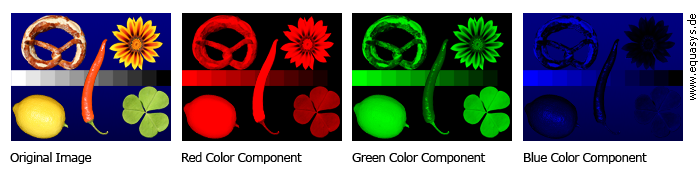 Original Image
Red Color Component
Green Color Component
Blue Color Component
www.equasys.de